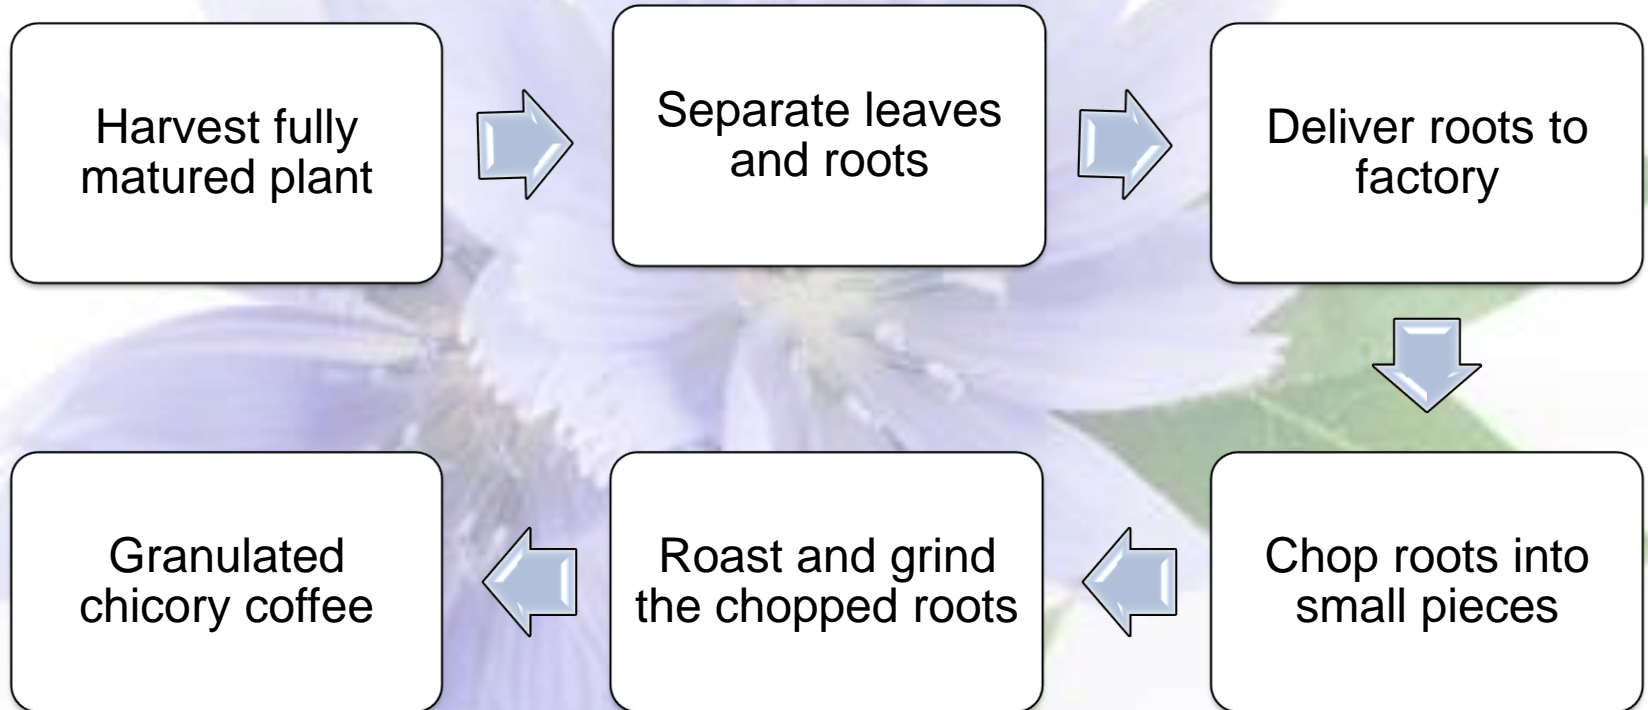 Harvest fully
matured plant
Separate leaves
and roots
Deliver roots to
factory
Chop roots into
small pieces
Roast and grind
the chopped roots
Granulated
chicory coffee